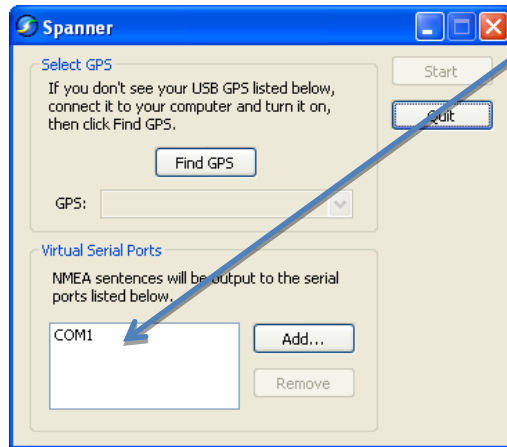 Spanner
Select GPS
If you don't see your USB GPS listed below,
connect it to your computer and turn it on,
then click Find GPS.
Find GPS
GPS:
Start
Quit
Virtual Serial Ports
NMEA sentences will be output to the serial
ports listed below.
COM1
Add...
Remove